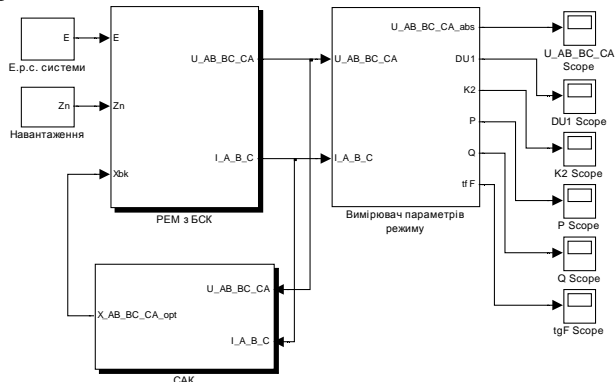 E
E
Е.р.с. системи
Zn
Zn
Навантаження
Xbk
U_AB_BC_CA
I_A_B_C
РЕМ з БСК
U_AB_BC_CA
I_A_B_C
U_AB_BC_CA_abs
DU1
K2
P
Q
tf F
Вимірювач параметрів
режиму
U_AB_BC_CA
Scope
DU1 Scope
K2 Scope
P Scope
Q Scope
tgF Scope
X_AB_BC_CA_opt
U_AB_BC_CA
I_A_B_C
САК